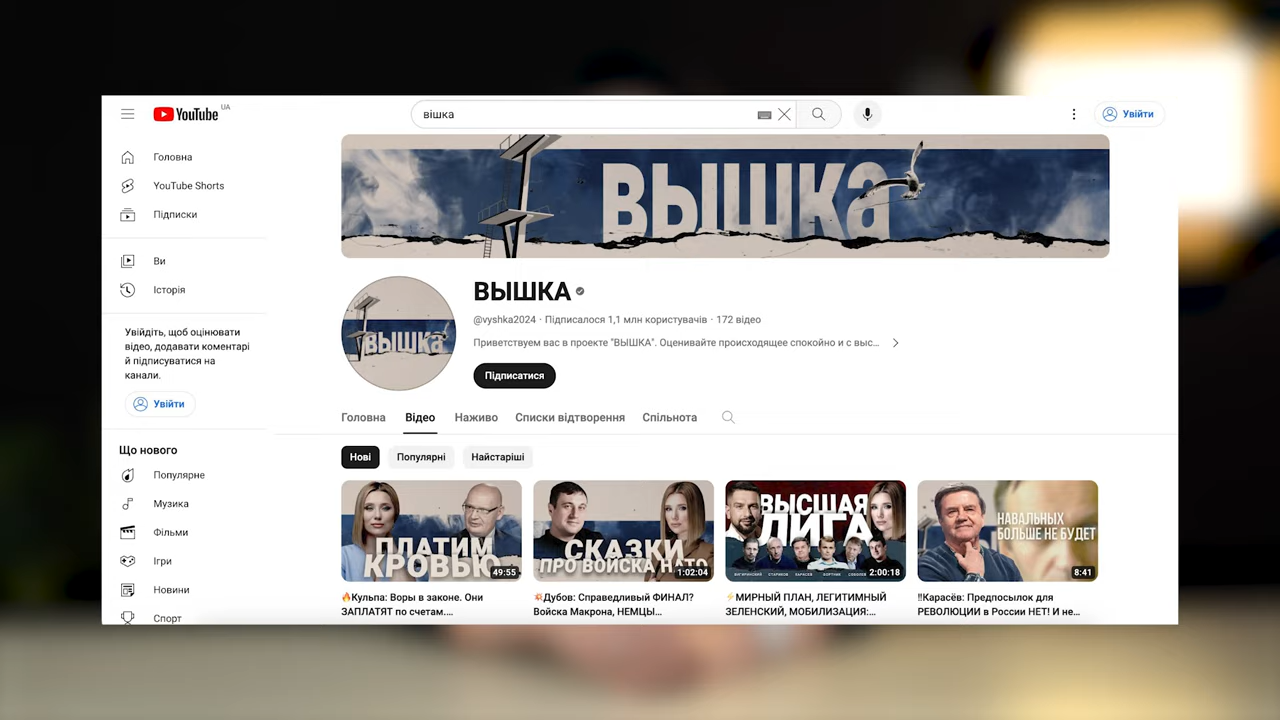 YouTube UA
вішка
Увійти
Головна
YouTube Shorts
Підписки
Ви
Історія
Увійдіть, щоб оцінювати
відео, додавати коментарі
й підписуватися на
канали.
Увійти
Що нового
Популярне
Музика
Фільми
Ігри
Новини
Спорт
ВЫШКа
ВЫШКа
ВЫШКА
@vyshka2024 · Підписалося 1,1 млн користувачів · 172 відео
Приветствуем вас в проекте "ВЫШКА". Оценивайте происходящее спокойно и с выс...
Підписатися
Головна Відео Наживо Списки відтворення Спільнота
Нові Популярні Найстаріші
ПЛАТИМ
КРОВЬЮ
49:55
СКАЗКИ
ПРО ВОЙСКА НАТО
1:02:04
ВЫСШАЯ
ЛИГА
2:00:18
НАВАЛЬНЫХ
БОЛЬШЕ НЕ БУДЕТ
8:41
🔥Кульпа: Воры в законе. Они
ЗАПЛАТЯТ по счетам....
💥Дубов: Справедливый ФИНАЛ?
Войска Макрона, НЕМЦЫ...
⚡МИРНЫЙ ПЛАН, ЛЕГИТИМНЫЙ
ЗЕЛЕНСКИЙ, МОБИЛИЗАЦИЯ:...
‼Карасёв: Предпосылок для
РЕВОЛЮЦИИ в России НЕТ! И не...